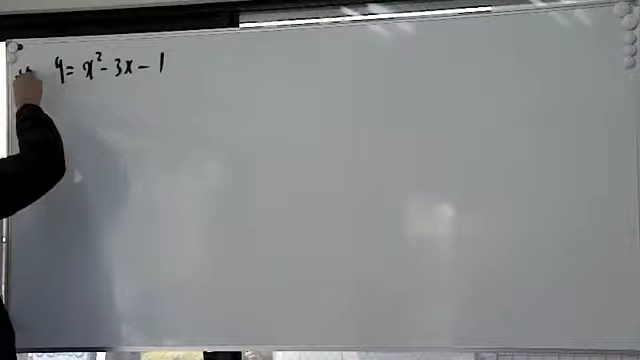 y = x² - 3x - 1